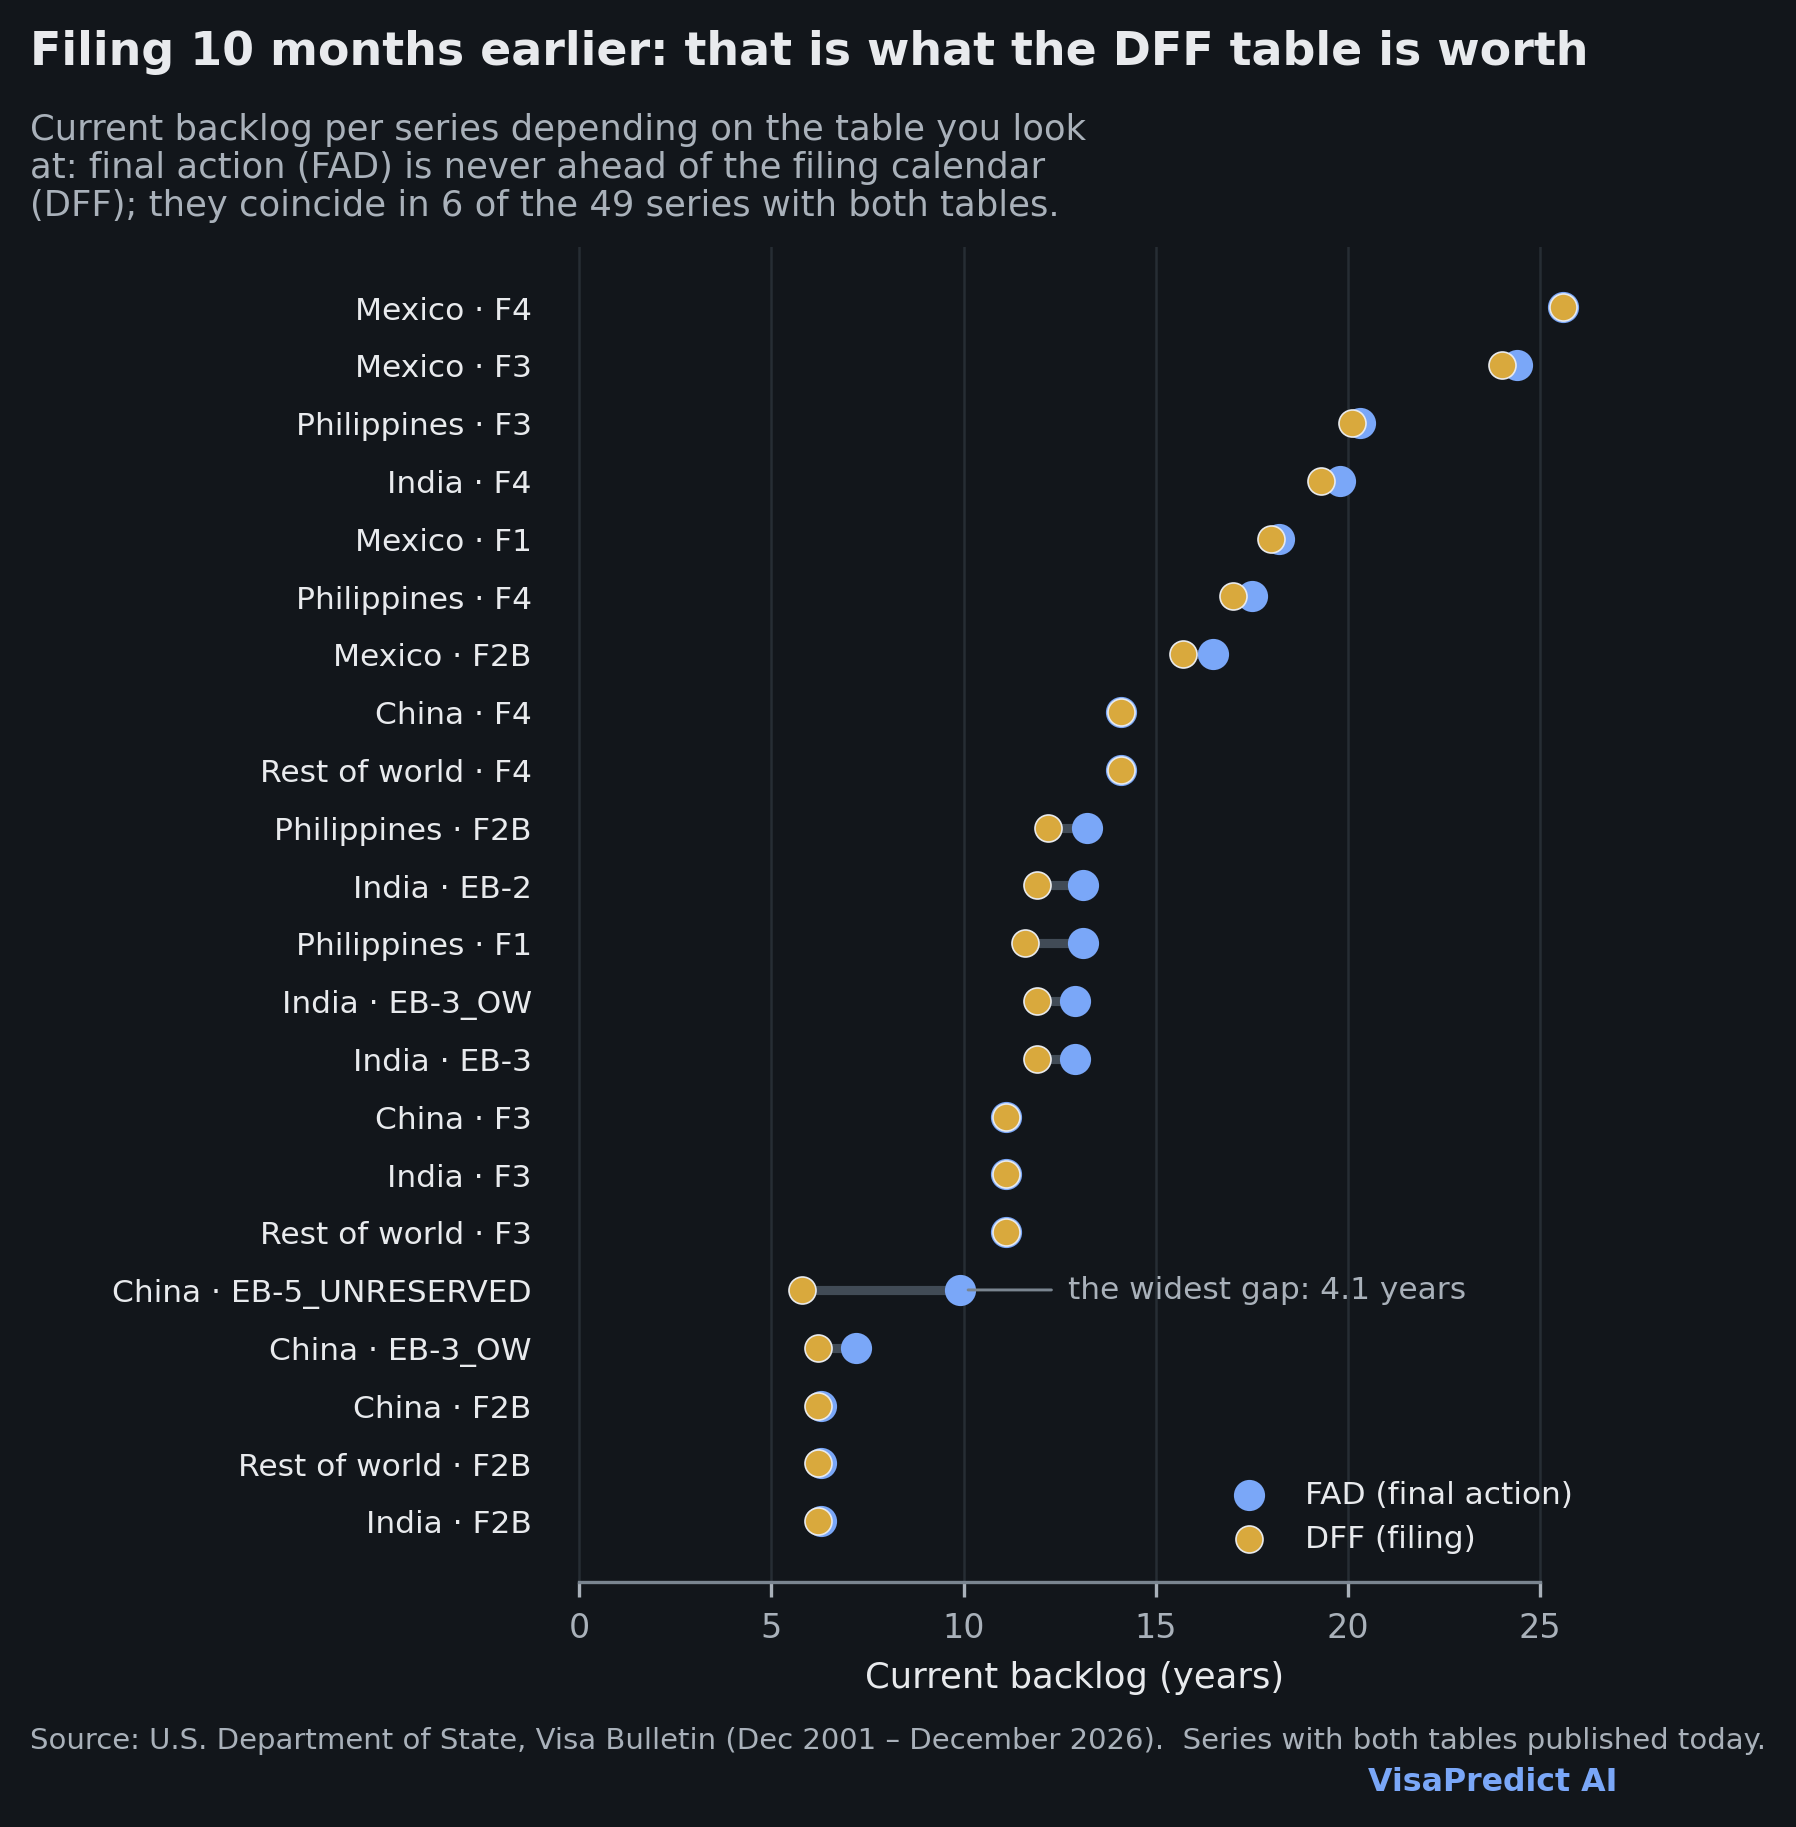 Filing 10 months earlier: that is what the DFF table is worth
Current backlog per series depending on the table you look
at: final action (FAD) is never ahead of the filing calendar
(DFF); they coincide in 6 of the 49 series with both tables.
Mexico · F4
Mexico · F3
Philippines · F3
India · F4
Mexico · F1
Philippines · F4
Mexico · F2B
China · F4
Rest of world · F4
Philippines · F2B
India · EB-2
Philippines · F1
India · EB-3_OW
India · EB-3
China · F3
India · F3
Rest of world · F3
China · EB-5_UNRESERVED
the widest gap: 4.1 years
China · EB-3_OW
China · F2B
Rest of world · F2B
India · F2B
FAD (final action)
DFF (filing)
0 5 10 15 20 25
Current backlog (years)
Source: U.S. Department of State, Visa Bulletin (Dec 2001 – December 2026).  Series with both tables published today.
VisaPredict AI